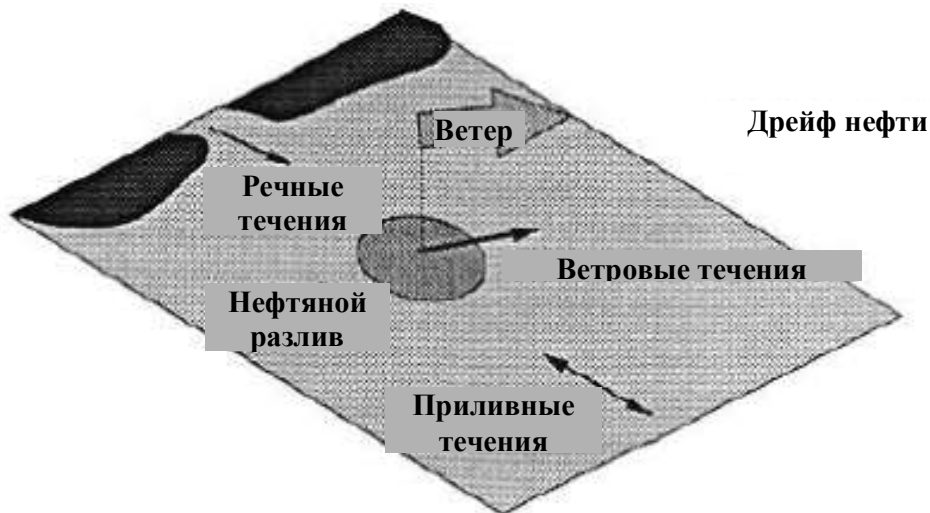 Ветер
Дрейф нефти
Речные
течения
Ветровые течения
Нефтяной
разлив
Приливные
течения